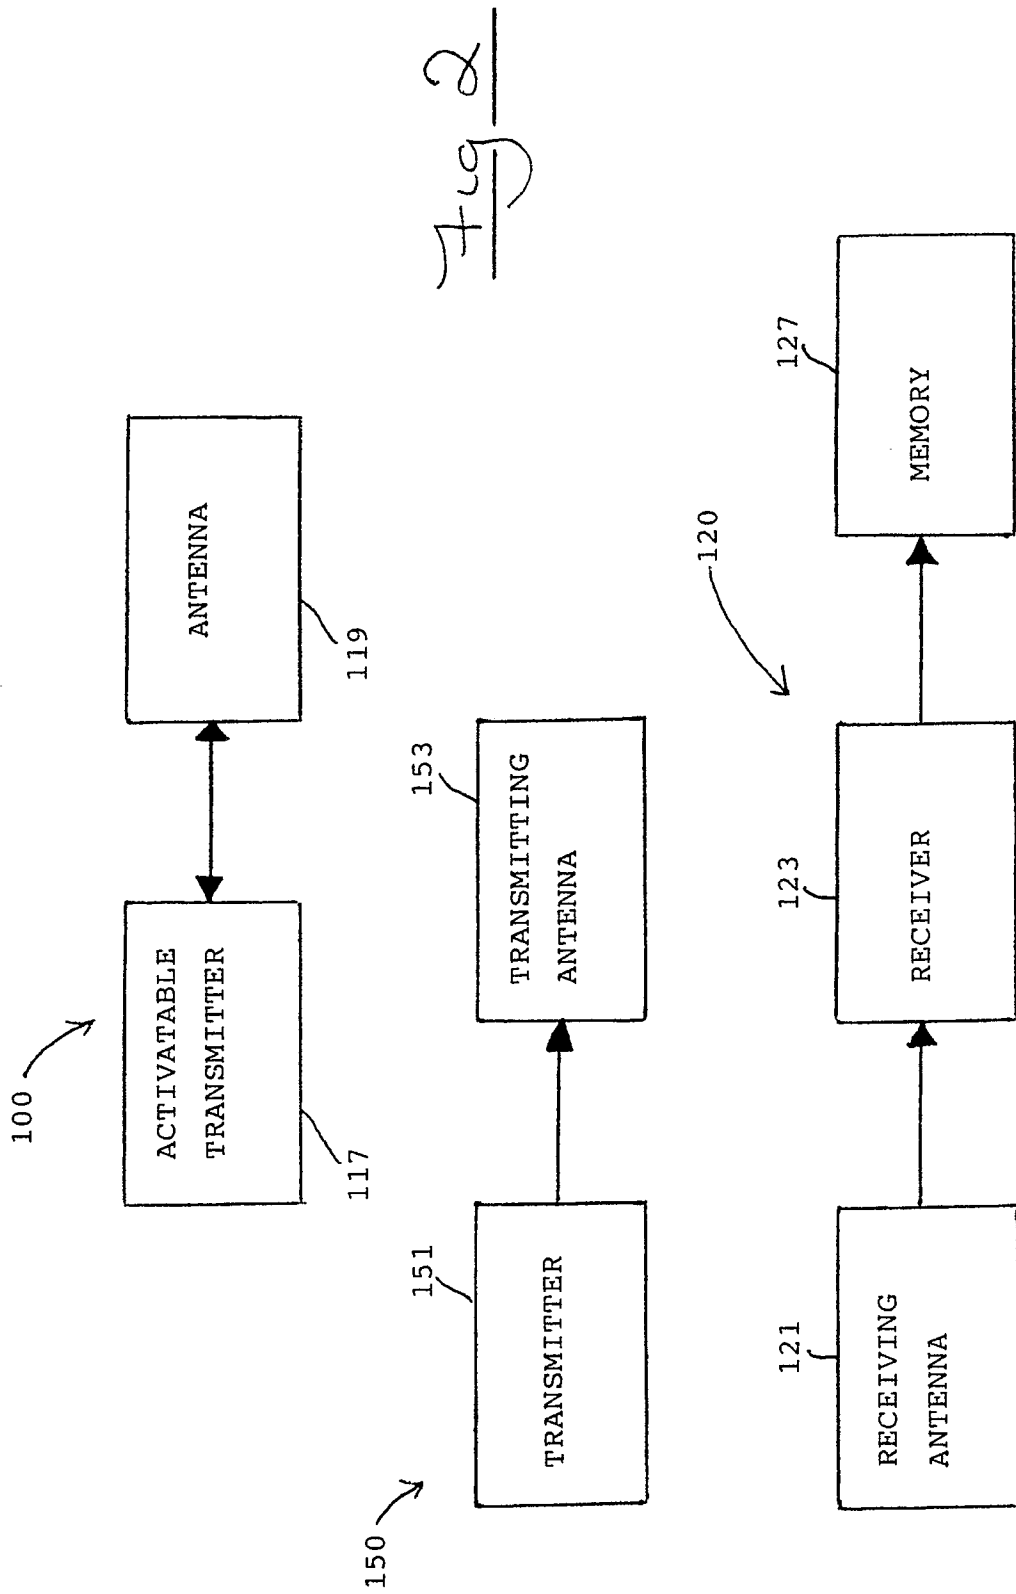 100
ACTIVATABLE
TRANSMITTER
117
ANTENNA
119
150
TRANSMITTER
151
TRANSMITTING
ANTENNA
153
Fig 2
120
RECEIVING
ANTENNA
121
RECEIVER
123
MEMORY
127